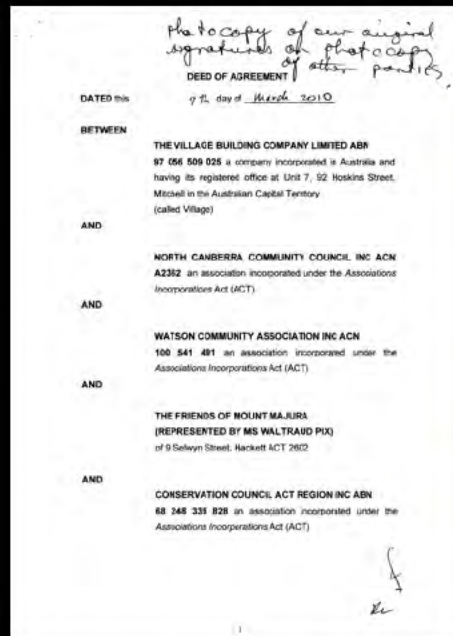 photocopy of our original
signatures on photocopy
of other parties.
DEED OF AGREEMENT
DATED this 9th day of March 2010
BETWEEN
THE VILLAGE BUILDING COMPANY LIMITED ABN
97 056 509 025 a company incorporated is Australia and
having its registered office at Unit 7, 92 Hoskins Street,
Mitchell in the Australian Capital Territory
(called Village)
AND
NORTH CANBERRA COMMUNITY COUNCIL INC ACN
A2362 an association incorporated under the Associations
Incorporations Act (ACT)
AND
WATSON COMMUNITY ASSOCIATION INC ACN
100 541 491 an association incorporated under the
Associations Incorporations Act (ACT)
AND
THE FRIENDS OF MOUNT MAJURA
(REPRESENTED BY MS WALTRAUD PIX)
of 9 Selwyn Street, Hackett ACT 2602
AND
CONSERVATION COUNCIL ACT REGION INC ABN
68 248 339 828 an association incorporated under the
Associations Incorporations Act (ACT)
1